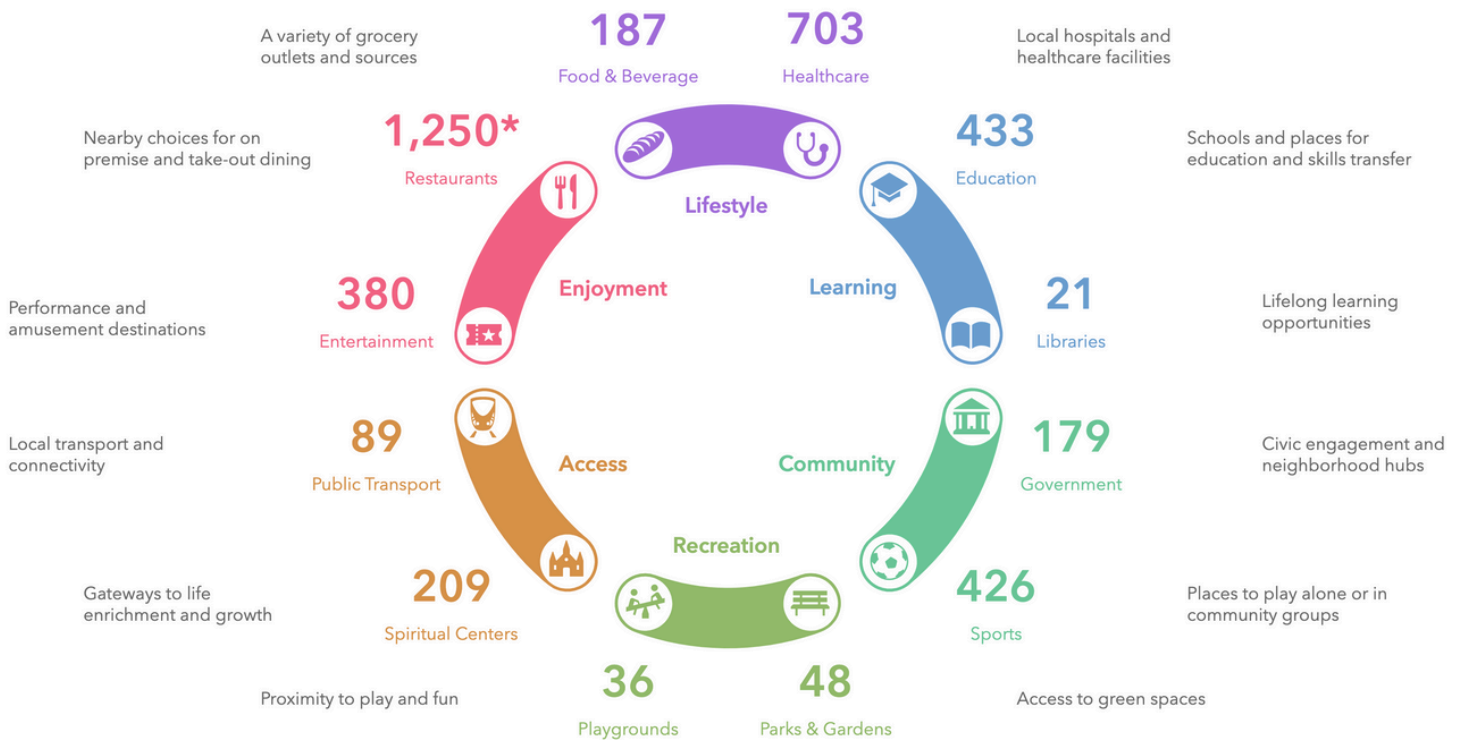 187
Food & Beverage
A variety of grocery
outlets and sources
703
Healthcare
Local hospitals and
healthcare facilities
Lifestyle
1,250*
Restaurants
Nearby choices for on
premise and take-out dining
433
Education
Schools and places for
education and skills transfer
Enjoyment
Learning
380
Entertainment
Performance and
amusement destinations
21
Libraries
Lifelong learning
opportunities
89
Public Transport
Local transport and
connectivity
Access
Community
179
Government
Civic engagement and
neighborhood hubs
209
Spiritual Centers
Gateways to life
enrichment and growth
Recreation
426
Sports
Places to play alone or in
community groups
36
Playgrounds
Proximity to play and fun
48
Parks & Gardens
Access to green spaces